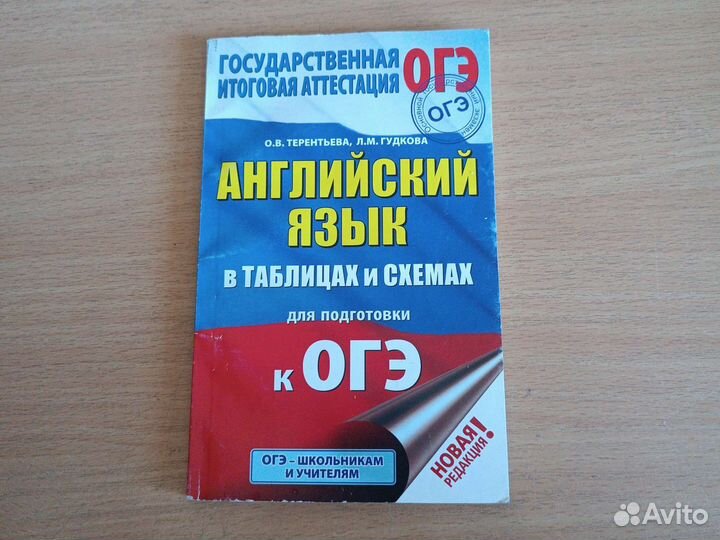 ГОСУДАРСТВЕННАЯ
ИТОГОВАЯ АТТЕСТАЦИЯ
ОГЭ
ОГЭ
О.В. ТЕРЕНТЬЕВА, Л.М. ГУДКОВА
АНГЛИЙСКИЙ
ЯЗЫК
в ТАБЛИЦАХ и СХЕМАХ
для подготовки
к ОГЭ
НОВАЯ
РЕДАКЦИЯ!
ОГЭ – ШКОЛЬНИКАМ
И УЧИТЕЛЯМ
Avito